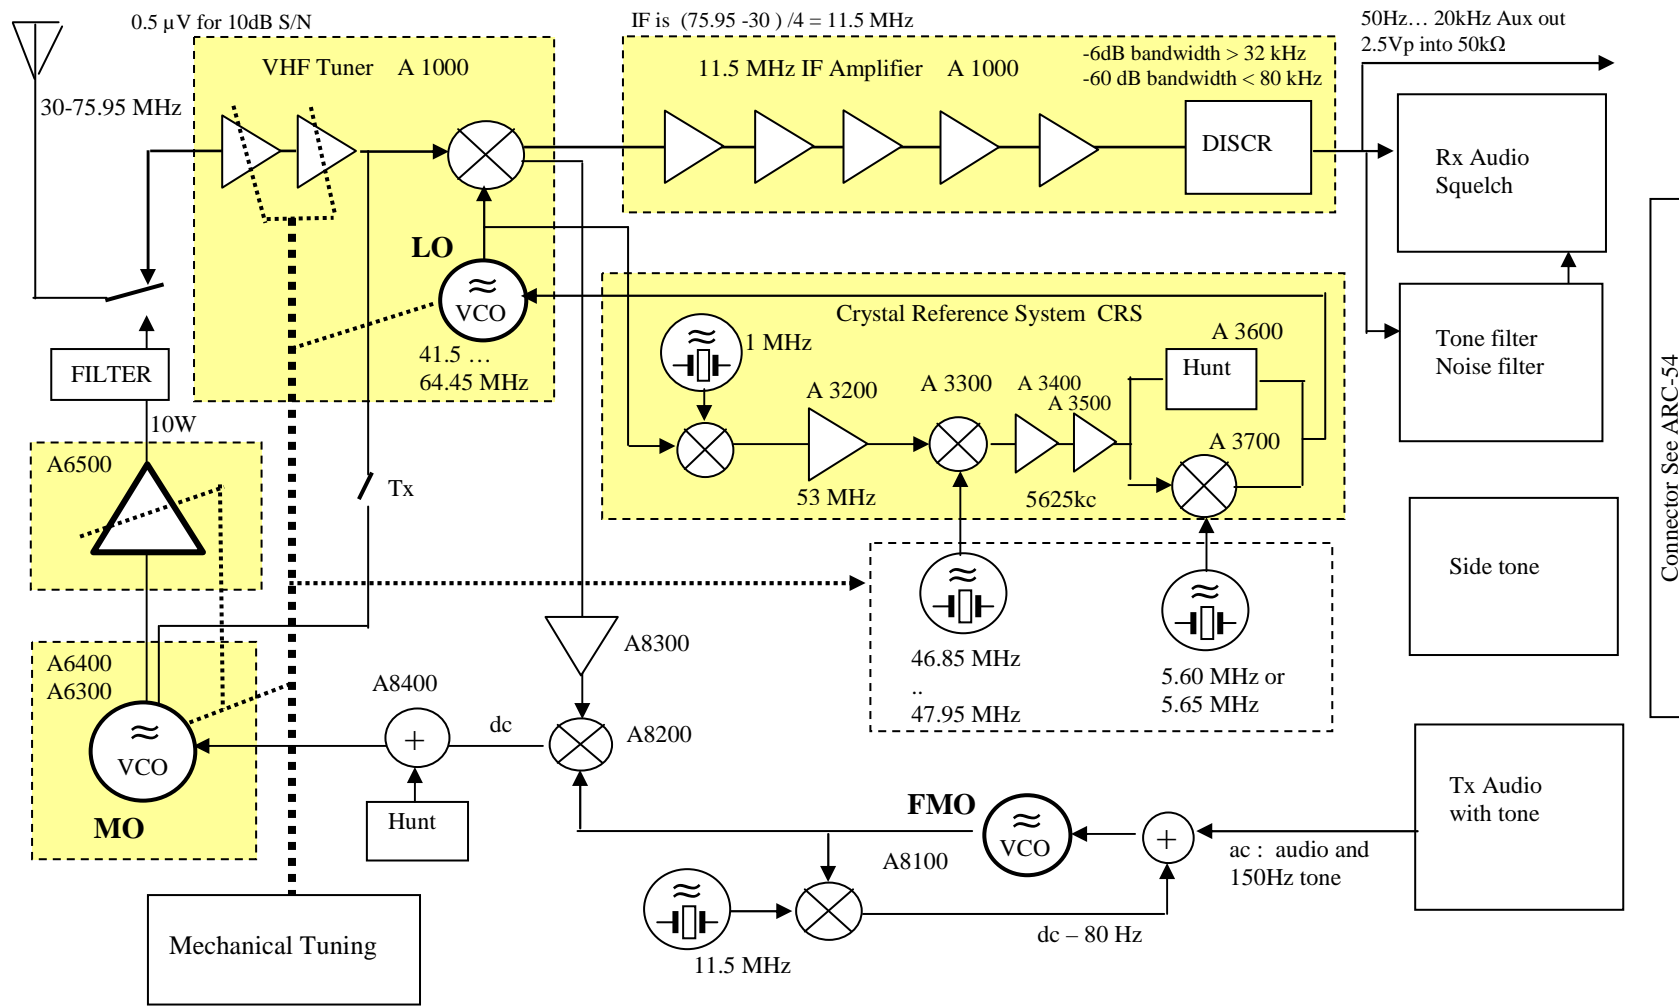 0.5 µV for 10dB S/N
IF is (75.95 -30 ) /4 = 11.5 MHz
50Hz… 20kHz Aux out
2.5Vp into 50kΩ
VHF Tuner A 1000
11.5 MHz IF Amplifier A 1000
-6dB bandwidth > 32 kHz
-60 dB bandwidth < 80 kHz
30-75.95 MHz
DISCR
Rx Audio
Squelch
LO
VCO
41.5 …
64.45 MHz
Crystal Reference System CRS
1 MHz
A 3200
A 3300
A 3400
A 3500
A 3600
Hunt
A 3700
53 MHz
5625kc
Tone filter
Noise filter
Connector See ARC-54
FILTER
10W
A6500
Tx
Side tone
46.85 MHz
..
47.95 MHz
5.60 MHz or
5.65 MHz
A6400
A6300
VCO
MO
A8400
+
dc
Hunt
A8300
A8200
FMO
VCO
A8100
+
ac : audio and
150Hz tone
Tx Audio
with tone
11.5 MHz
dc – 80 Hz
Mechanical Tuning